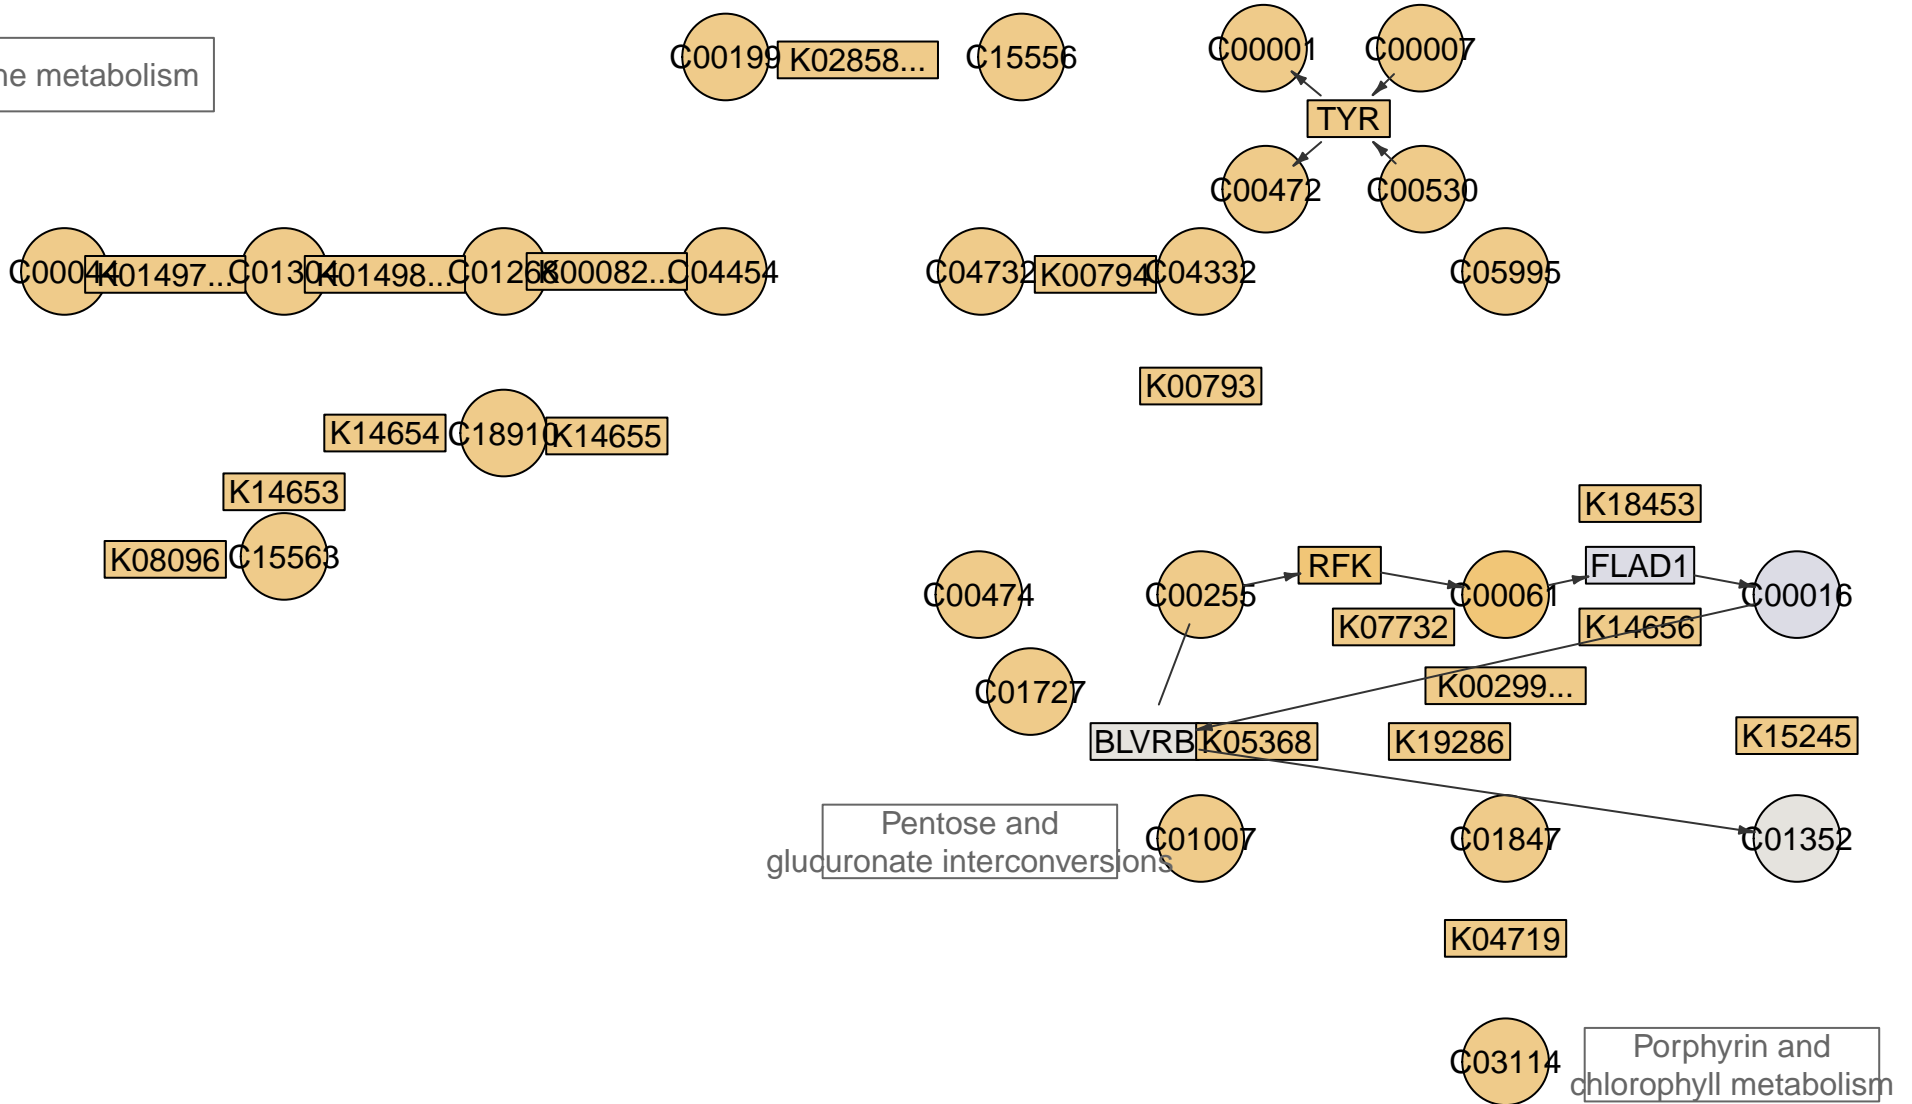 ne metabolism
C00199
K02858...
C15556
C00001
C00007
TYR
C00472
C00530
C00044
K01497...
C01304
K01498...
C01268
K00082...
C04454
C04732
K00794
C04332
C05995
K00793
K14654
C18910
K14655
K14653
K08096
C15563
K18453
C00474
C00255
RFK
C00061
FLAD1
C00016
K07732
K14656
C01727
K00299...
BLVRB
K05368
K19286
K15245
Pentose and
glucuronate interconversions
C01007
C01847
C01352
K04719
C03114
Porphyrin and
chlorophyll metabolism